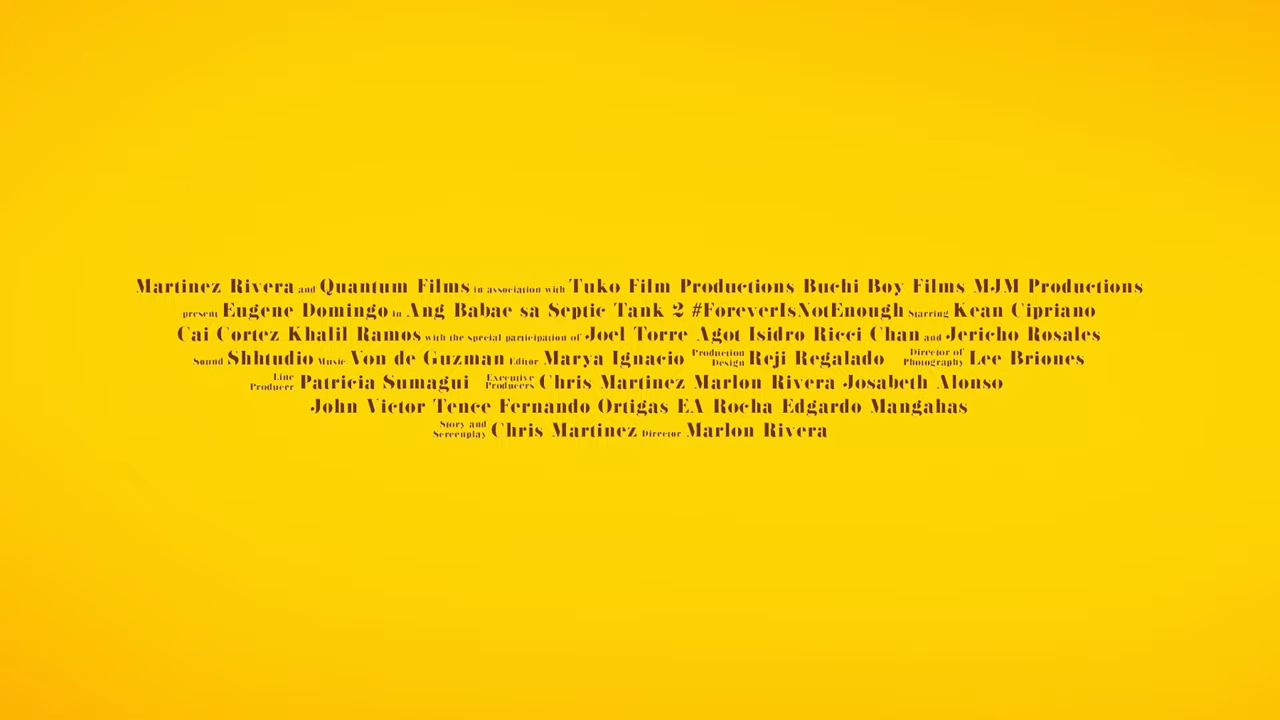 Martinez Rivera and Quantum Films in association with Tuko Film Productions Buchi Boy Films MJM Productions
present Eugene Domingo in Ang Babae sa Septic Tank 2 #ForeverIsNotEnough Starring Kean Cipriano
Cai Cortez Khalil Ramos with the special participation of Joel Torre Agot Isidro Ricci Chan and Jericho Rosales
Sound Shhtudio Music Von de Guzman Editor Marya Ignacio Production Design Reji Regalado Director of Photography Lee Briones
Line Producer Patricia Sumagui Executive Producers Chris Martinez Marlon Rivera Josabeth Alonso
John Victor Tence Fernando Ortigas EA Rocha Edgardo Mangahas
Story and Screenplay Chris Martinez Director Marlon Rivera